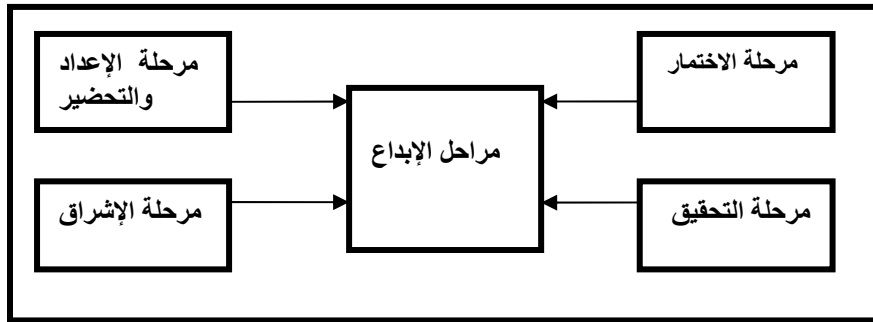 مرحلة الاختمار
مرحلة الإعداد
والتحضير
مراحل الإبداع
مرحلة التحقيق
مرحلة الإشراق